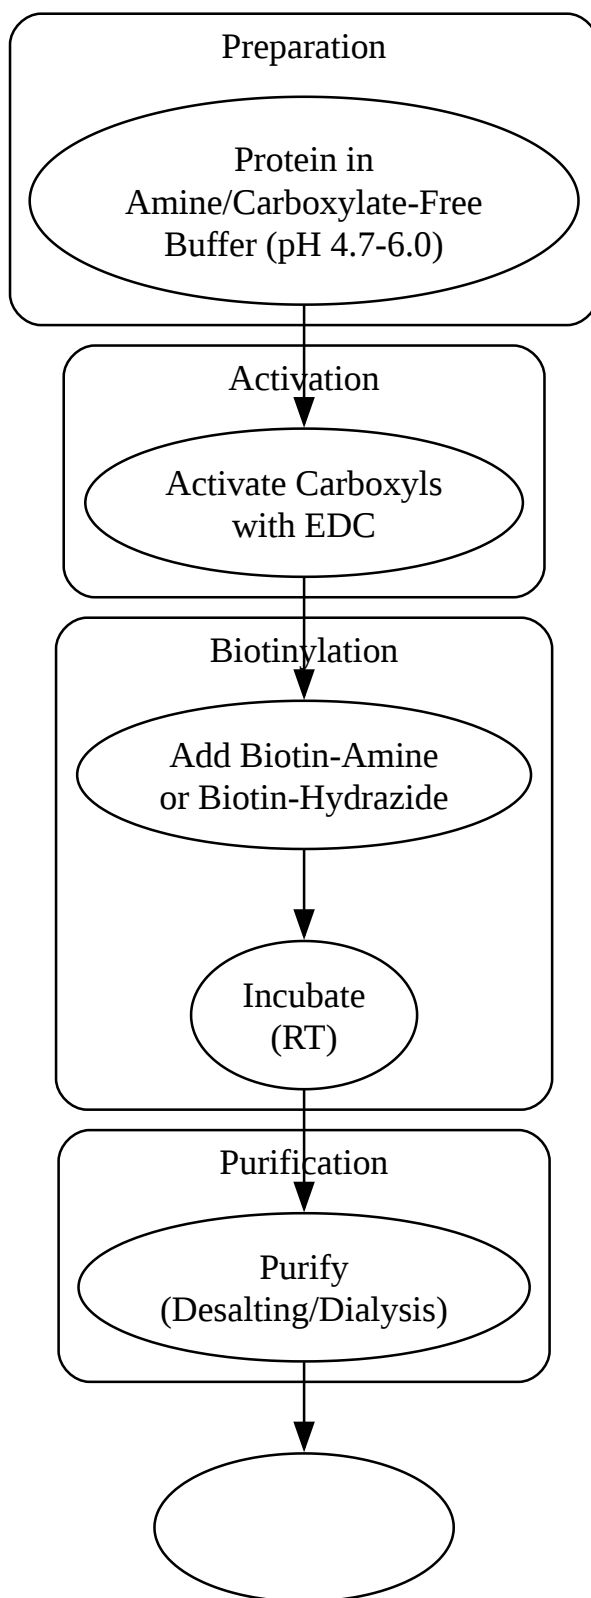 Preparation
Protein in
Amine/Carboxylate-Free
Buffer (pH 4.7-6.0)
Activation
Activate Carboxyls
with EDC
Biotinylation
Add Biotin-Amine
or Biotin-Hydrazide
Incubate
(RT)
Purification
Purify
(Desalting/Dialysis)